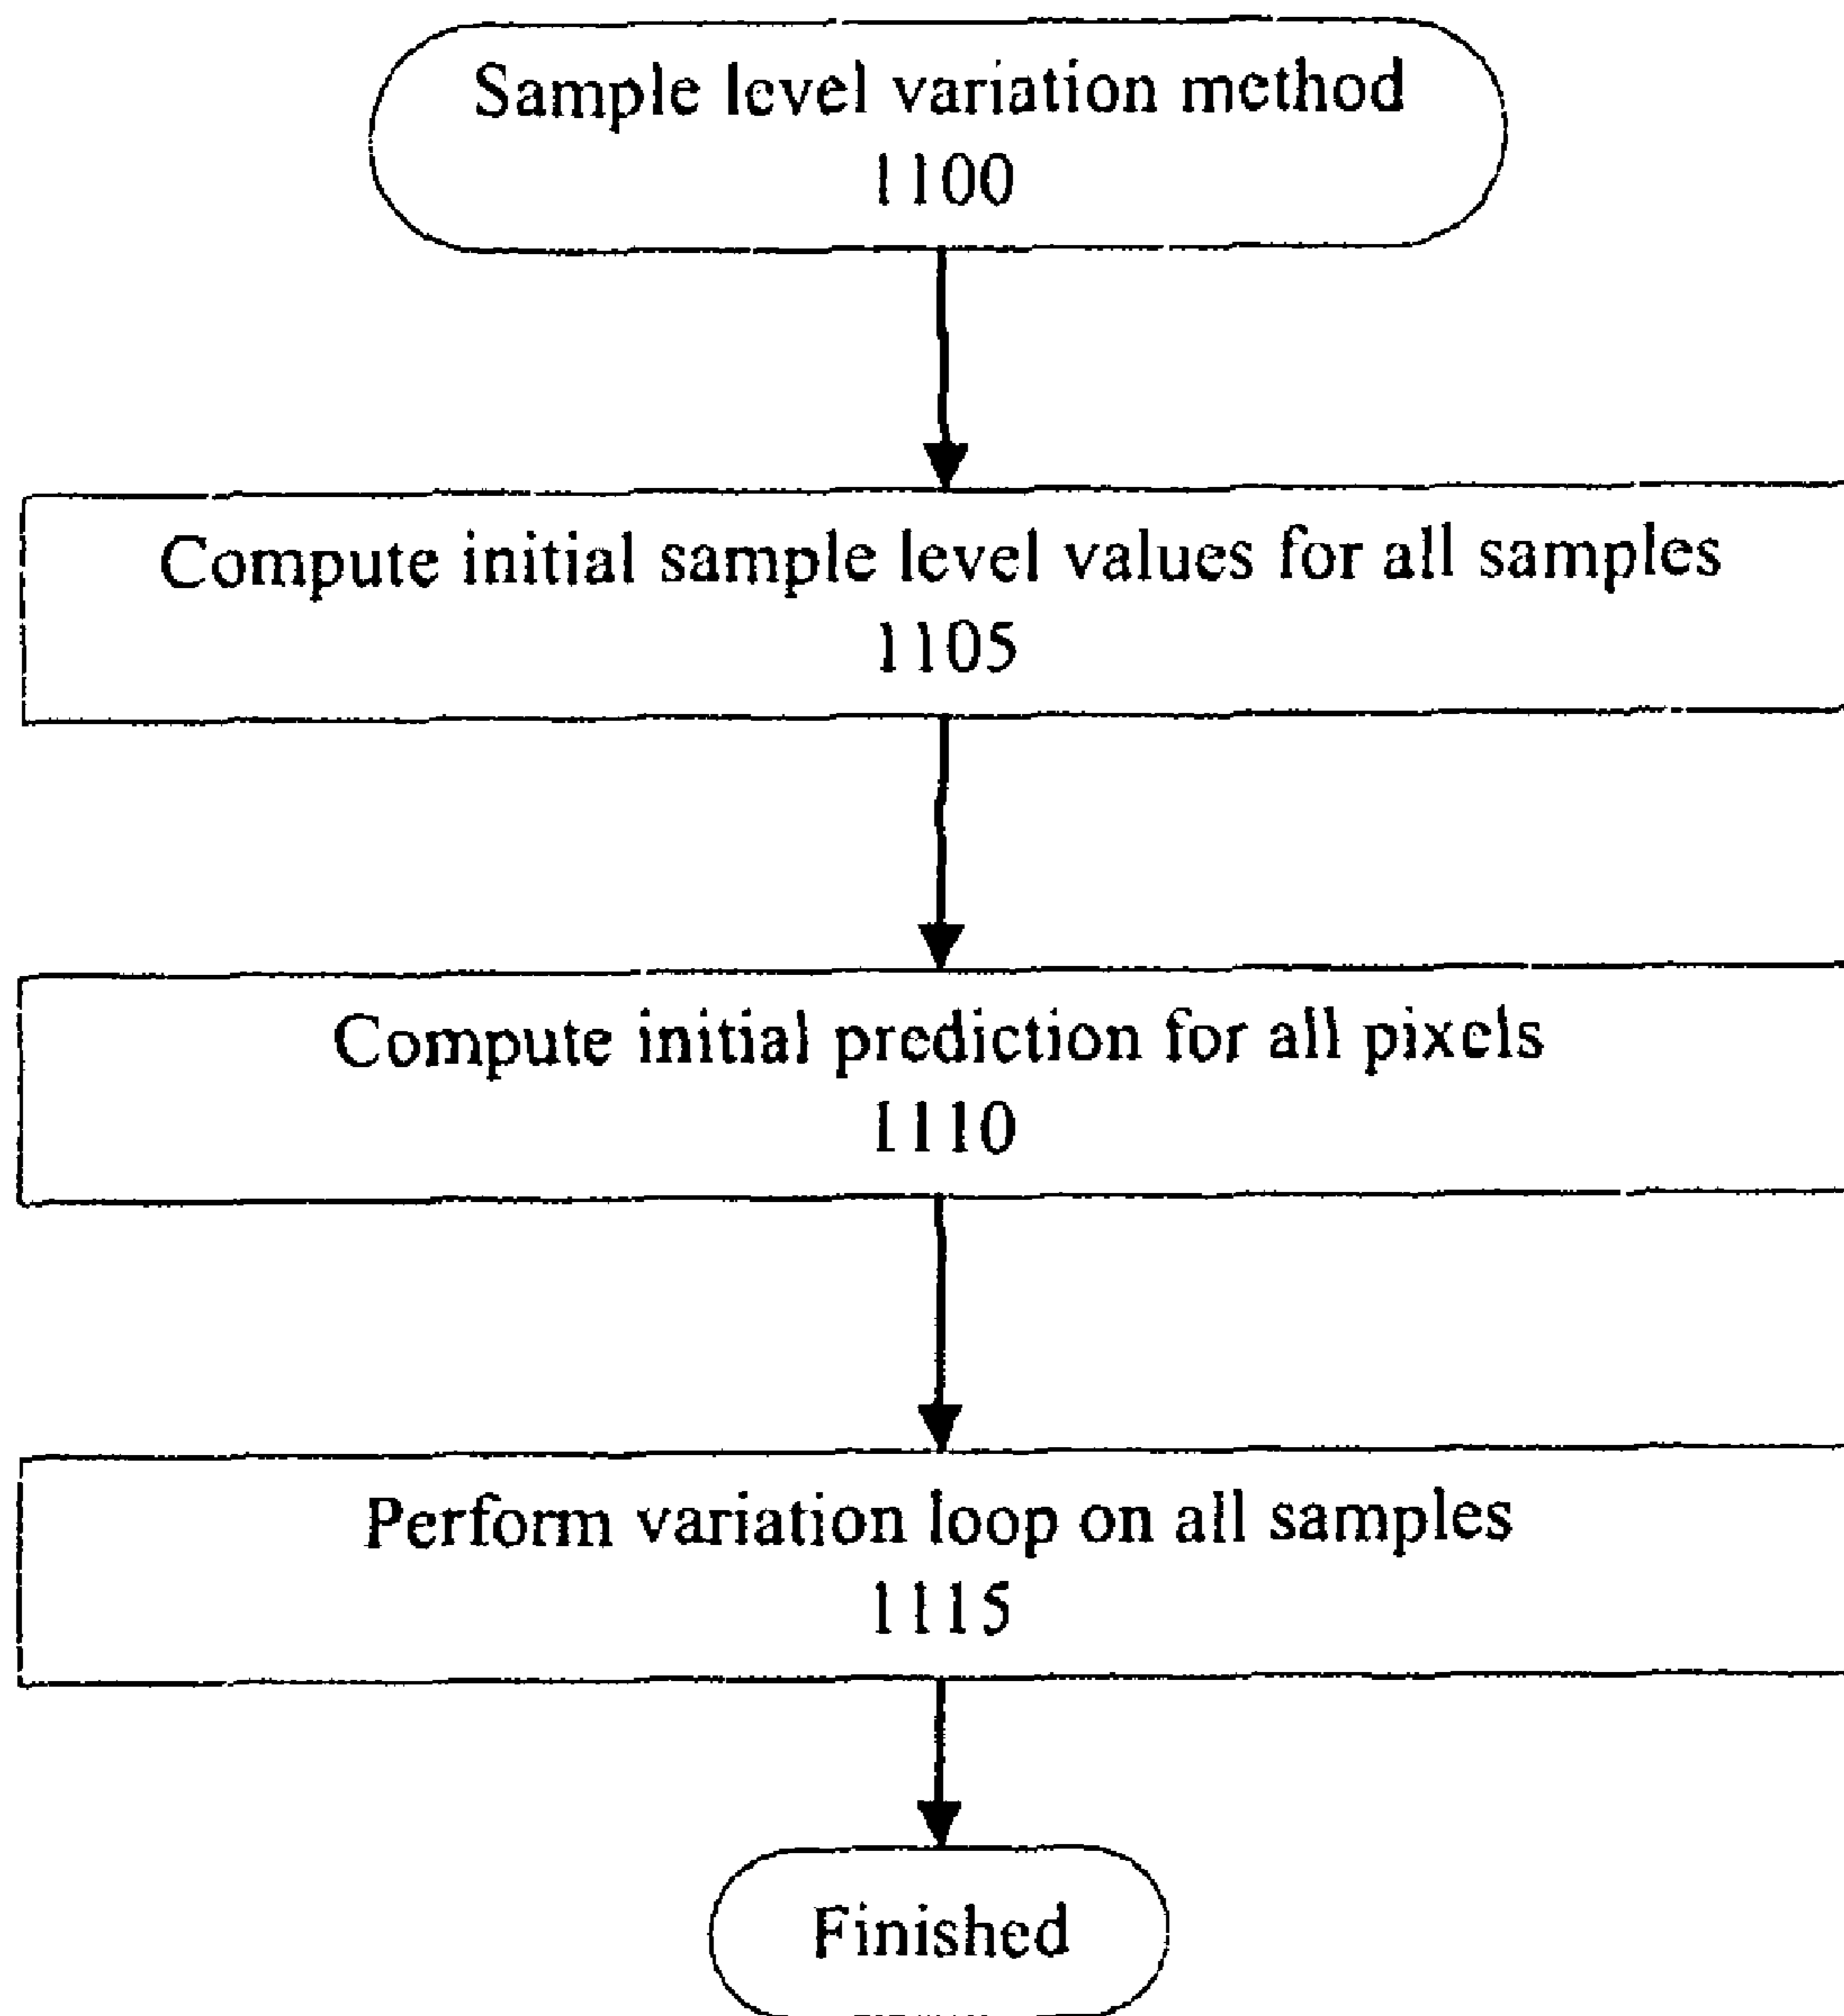 Sample level variation method
1100
Compute initial sample level values for all samples
1105
Compute initial prediction for all pixels
1110
Perform variation loop on all samples
1115
Finished